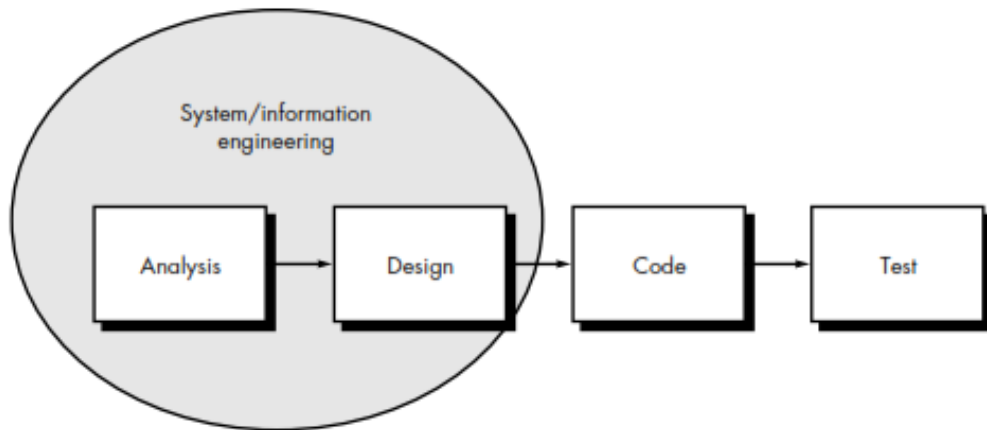 System/information
engineering
Analysis
Design
Code
Test